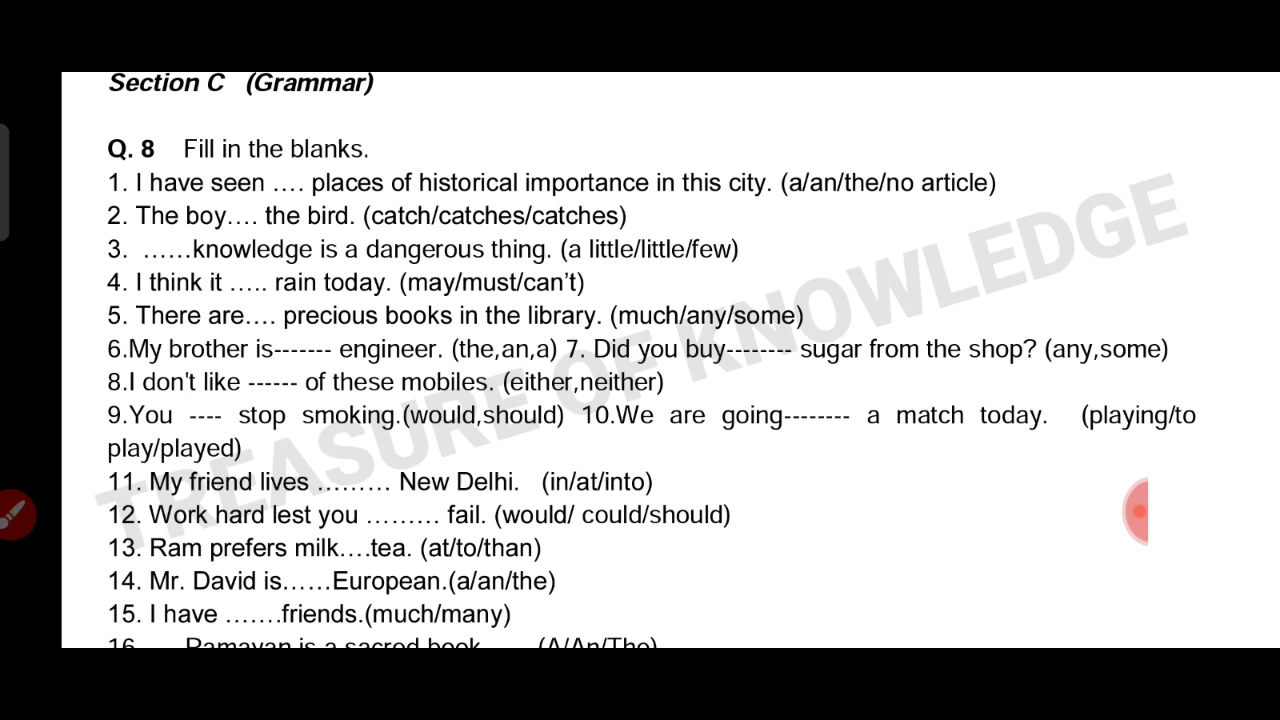 Section C (Grammar)
Q. 8 Fill in the blanks.
1. I have seen …. places of historical importance in this city. (a/an/the/no article)
2. The boy…. the bird. (catch/catches/catches)
3. ……knowledge is a dangerous thing. (a little/little/few)
4. I think it ….. rain today. (may/must/can’t)
5. There are…. precious books in the library. (much/any/some)
6.My brother is------- engineer. (the,an,a) 7. Did you buy-------- sugar from the shop? (any,some)
8.I don't like ------ of these mobiles. (either,neither)
9.You ---- stop smoking.(would,should) 10.We are going-------- a match today. (playing/to
play/played)
11. My friend lives ……… New Delhi. (in/at/into)
12. Work hard lest you ……… fail. (would/ could/should)
13. Ram prefers milk….tea. (at/to/than)
14. Mr. David is……European.(a/an/the)
15. I have …….friends.(much/many)
16 Ramayan is a sacred book (A/An/The)
TREASURE OF KNOWLEDGE